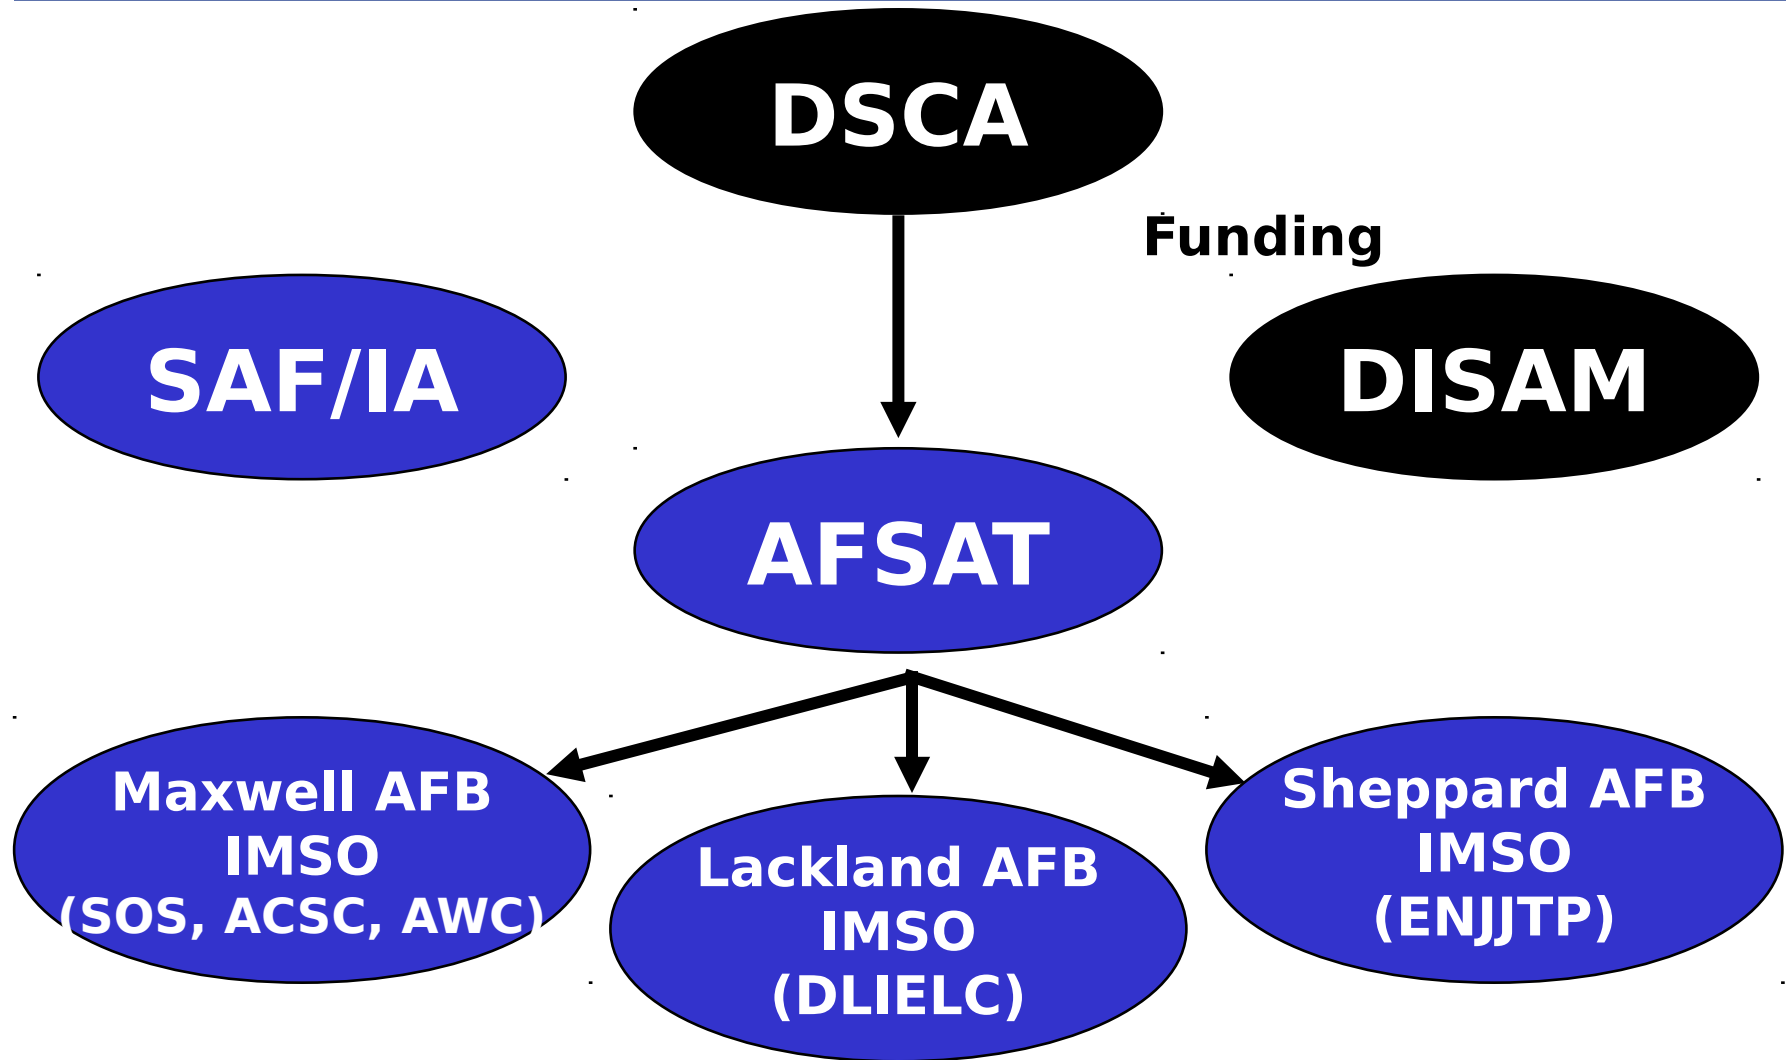 DSCA
Funding
SAF/IA
DISAM
AFSAT
Maxwell AFB
IMSO
(SOS, ACSC, AWC)
Lackland AFB
IMSO
(DLIELC)
Sheppard AFB
IMSO
(ENJJTP)